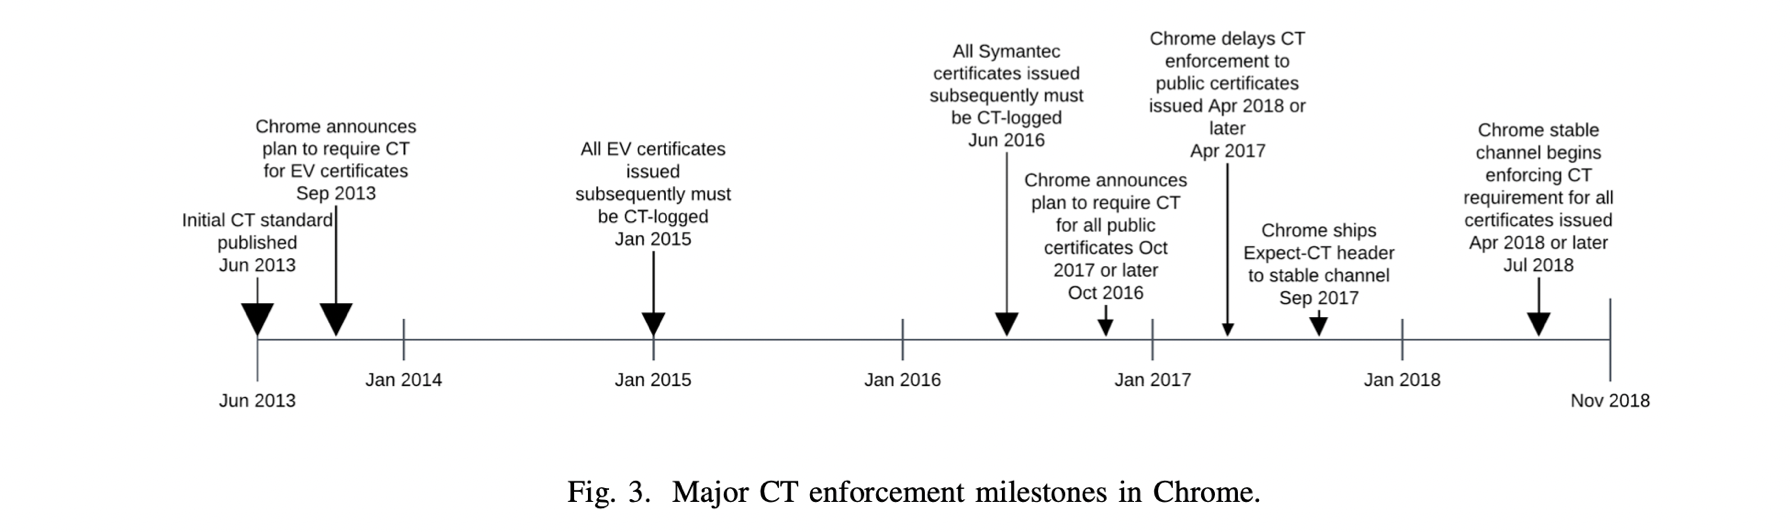 Initial CT standard
published
Jun 2013
Chrome announces
plan to require CT
for EV certificates
Sep 2013
All EV certificates
issued
subsequently must
be CT-logged
Jan 2015
All Symantec
certificates issued
subsequently must
be CT-logged
Jun 2016
Chrome announces
plan to require CT
for all public
certificates Oct
2017 or later
Oct 2016
Chrome delays CT
enforcement to
public certificates
issued Apr 2018 or
later
Apr 2017
Chrome ships
Expect-CT header
to stable channel
Sep 2017
Chrome stable
channel begins
enforcing CT
requirement for all
certificates issued
Apr 2018 or later
Jul 2018
Jun 2013
Jan 2014
Jan 2015
Jan 2016
Jan 2017
Jan 2018
Nov 2018
Fig. 3. Major CT enforcement milestones in Chrome.